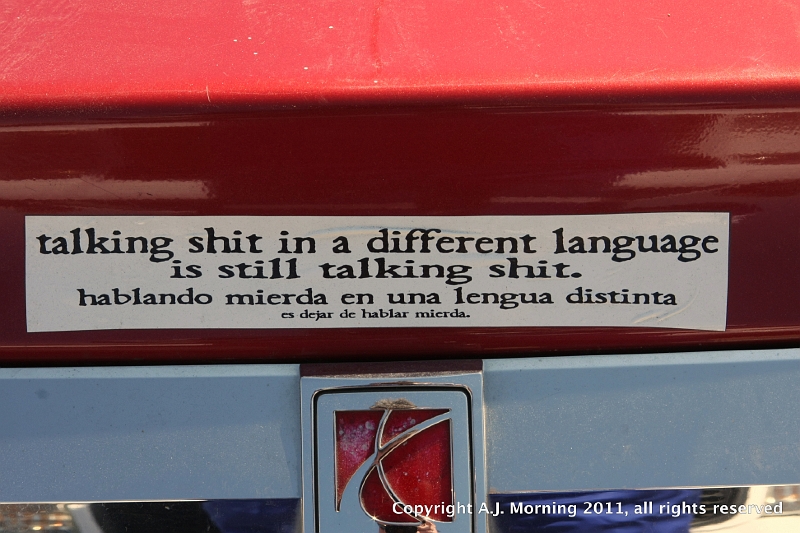 talking shit in a different language
is still talking shit.
hablando mierda en una lengua distinta
es dejar de hablar mierda.
Copyright A.J. Morning 2011, all rights reserved